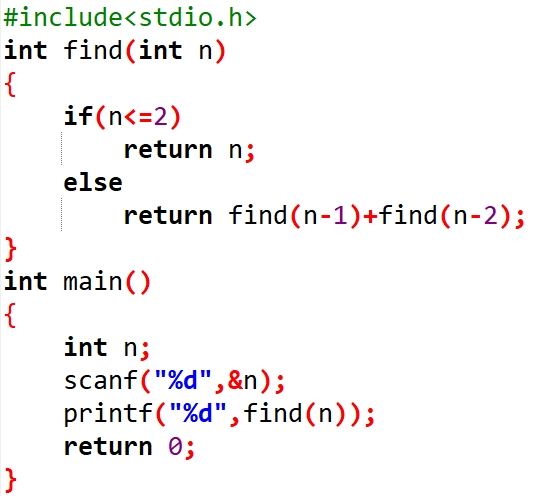 #include<stdio.h>
int find(int n)
{
    if(n<=2)
        return n;
    else
        return find(n-1)+find(n-2);
}
int main()
{
    int n;
    scanf("%d",&n);
    printf("%d",find(n));
    return 0;
}